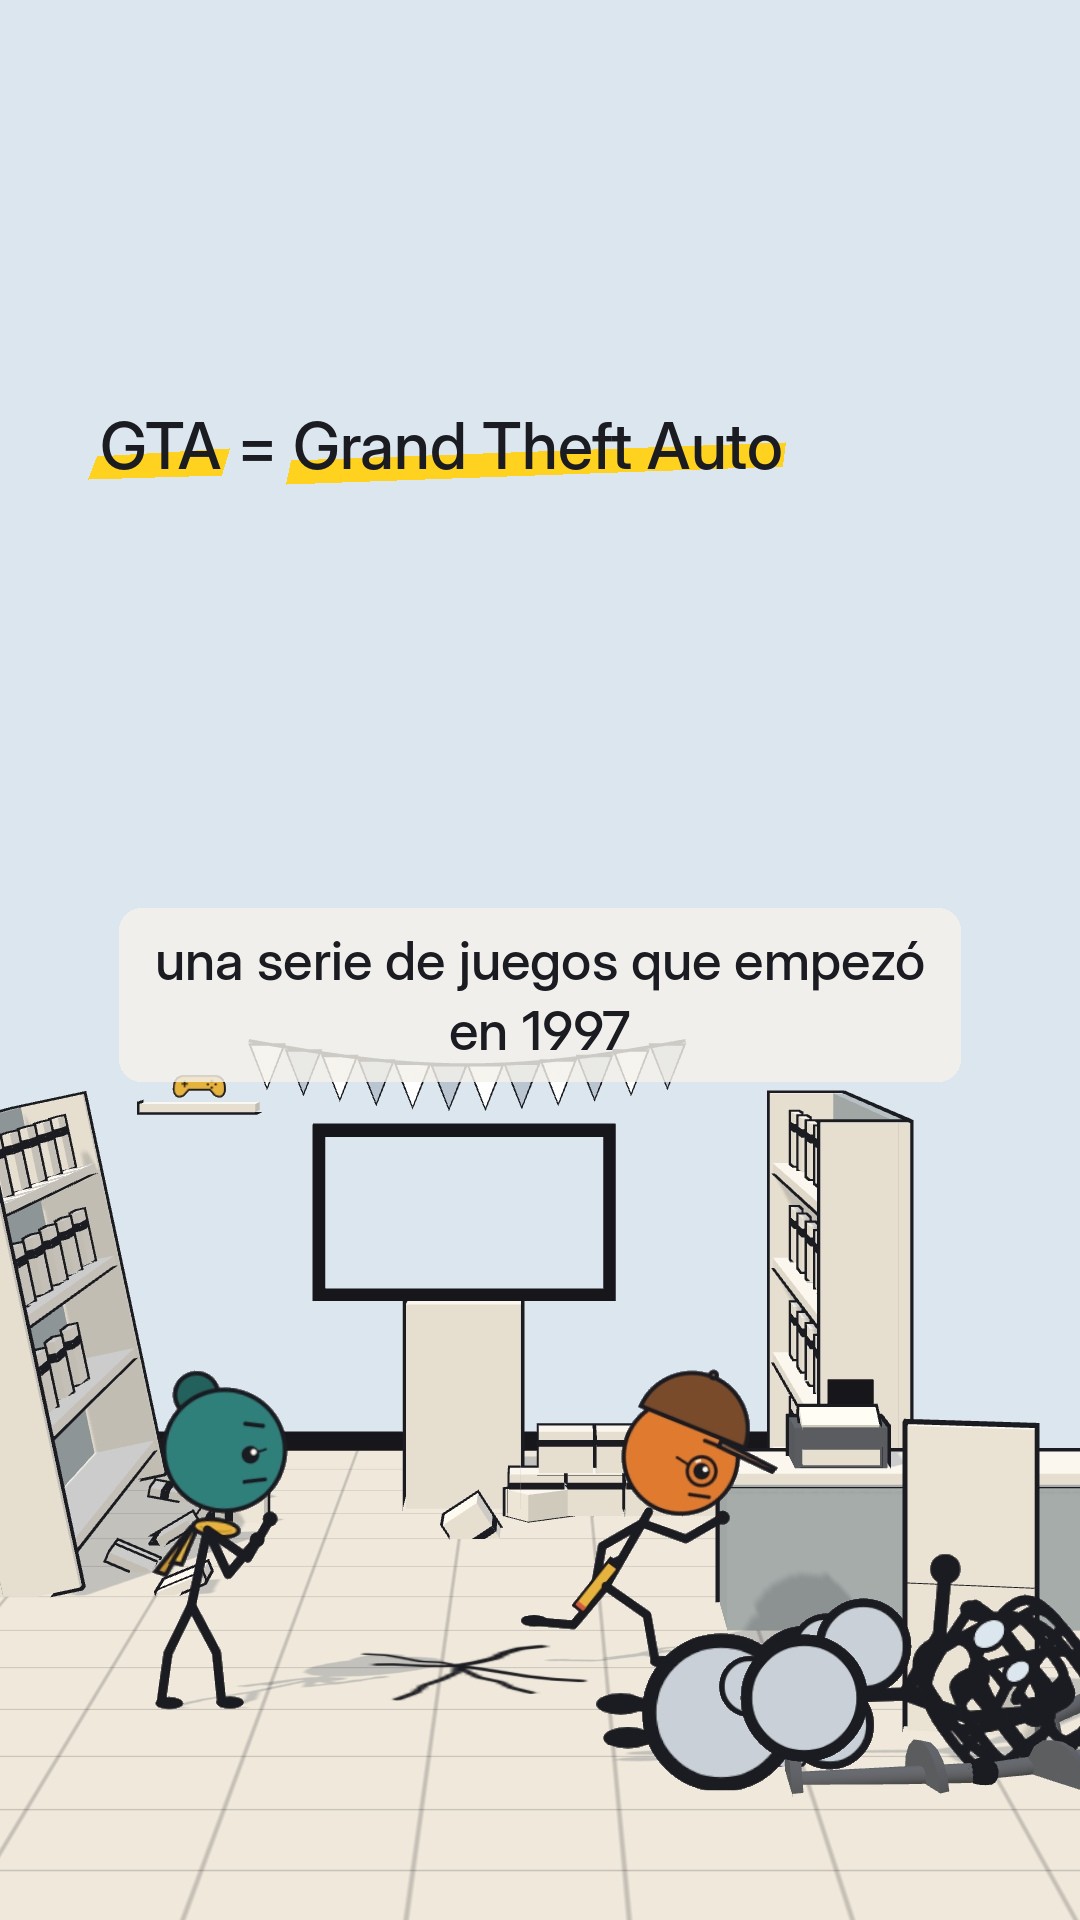 GTA = Grand Theft Auto
una serie de juegos que empezó
en 1997